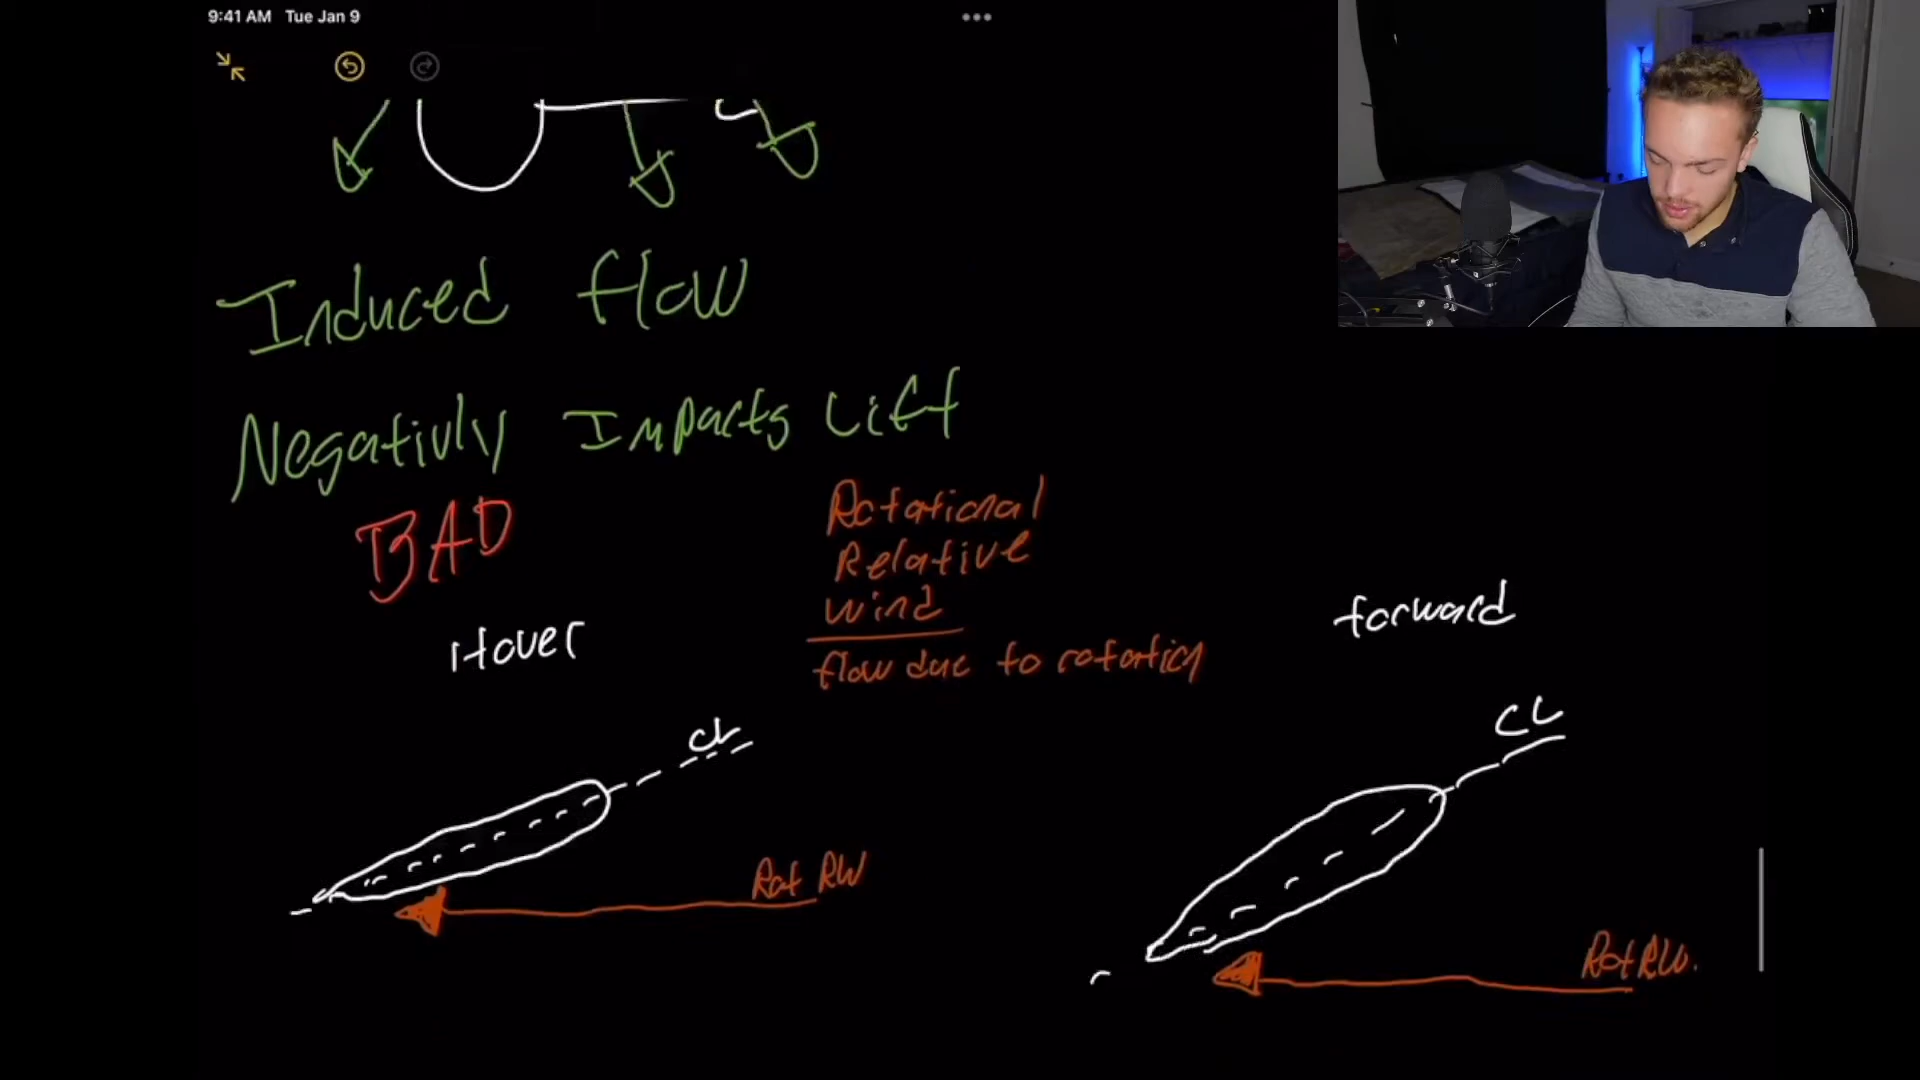 9:41 AM Tue Jan 9
Induced flow
Negativly Impacts Lift
BAD
Rotational
Relative
wind
flow due to rotation
Hover
forward
CL
CL
Rot RW
Rot RW.